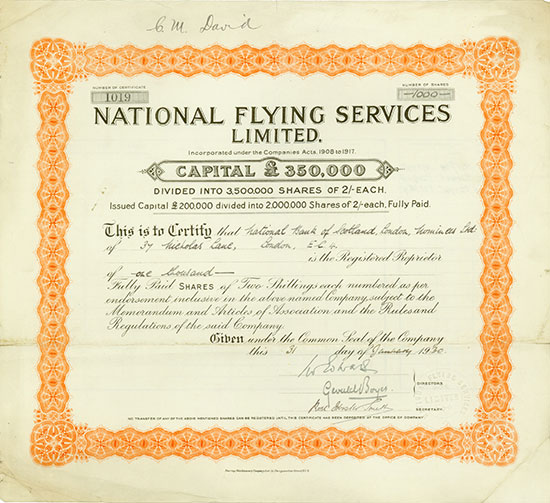 C. M. David
NUMBER OF CERTIFICATE
1019
NUMBER OF SHARES
-1000-
NATIONAL FLYING SERVICES
LIMITED.
Incorporated under the Companies Acts, 1908 to 1917.
CAPITAL £ 350,000
DIVIDED INTO 3,500,000 SHARES OF 2/- EACH.
Issued Capital £200,000 divided into 2,000,000 Shares of 2/- each, Fully Paid.
This is to Certify that National Bank of Scotland, London, Nominees Ltd
of 37 Nicholas Lane, London, E.C.4
is the Registered Proprietor
of -one thousand-
Fully Paid SHARES of Two Shillings each numbered as per
endorsement inclusive in the above named Company, subject to the
Memorandum and Articles of Association and the Rules and
Regulations of the said Company.
Given under the Common Seal of the Company
this 31 day of January 1930
Gerald
DIRECTORS
SECRETARY
NO TRANSFER OF ANY OF THE ABOVE MENTIONED SHARES CAN BE REGISTERED UNTIL THIS CERTIFICATE HAS BEEN DEPOSITED AT THE OFFICE OF THE COMPANY.